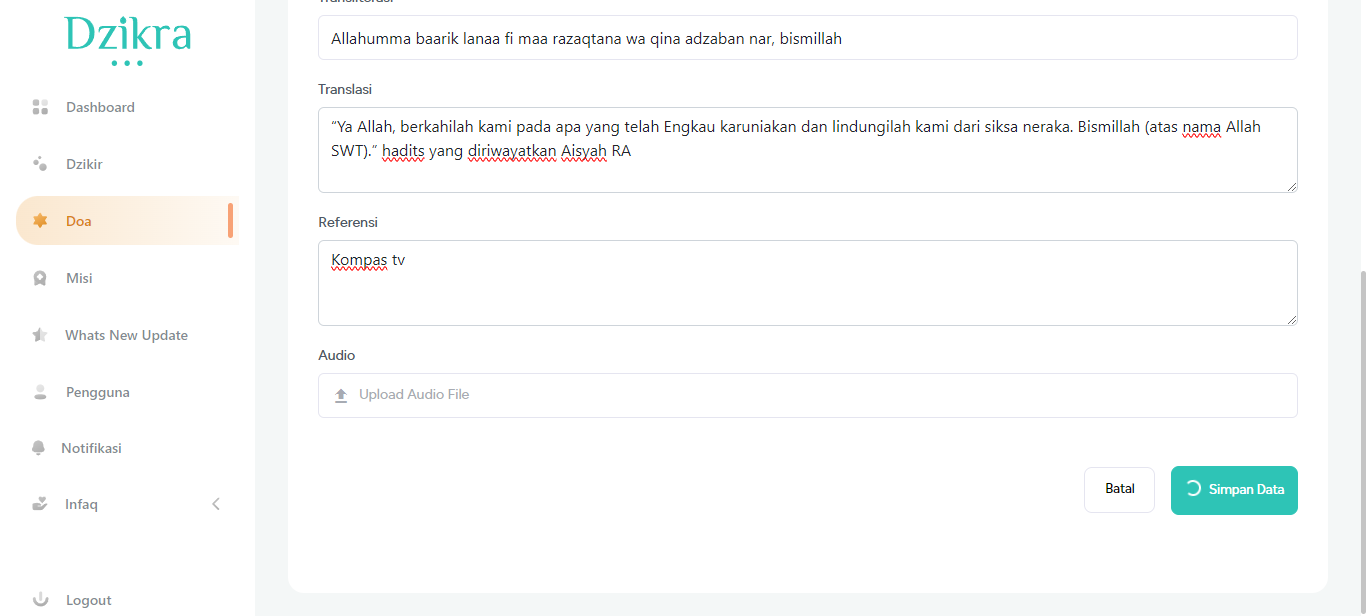 Dzikra
Dashboard
Dzikir
Doa
Misi
Whats New Update
Pengguna
Notifikasi
Infaq
Logout
Transliterasi
Allahumma baarik lanaa fi maa razaqtana wa qina adzaban nar, bismillah
Translasi
“Ya Allah, berkahilah kami pada apa yang telah Engkau karuniakan dan lindungilah kami dari siksa neraka. Bismillah (atas nama Allah
SWT).” hadits yang diriwayatkan Aisyah RA
Referensi
Kompas tv
Audio
Upload Audio File
Batal
Simpan Data